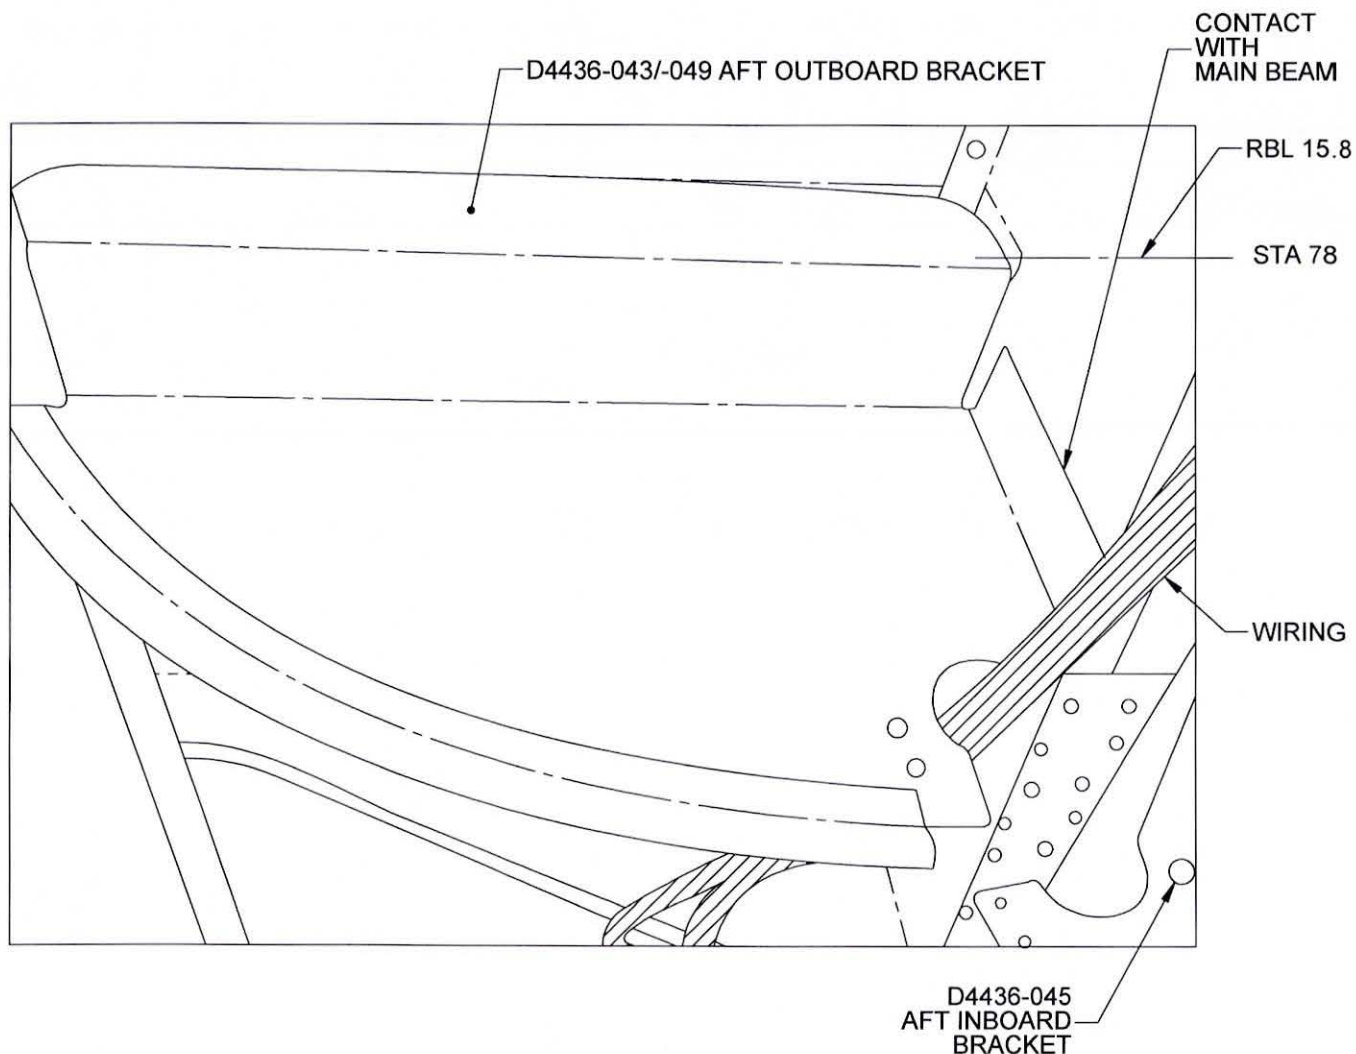 CONTACT
WITH
MAIN BEAM
D4436-043/-049 AFT OUTBOARD BRACKET
RBL 15.8
STA 78
WIRING
D4436-045
AFT INBOARD
BRACKET